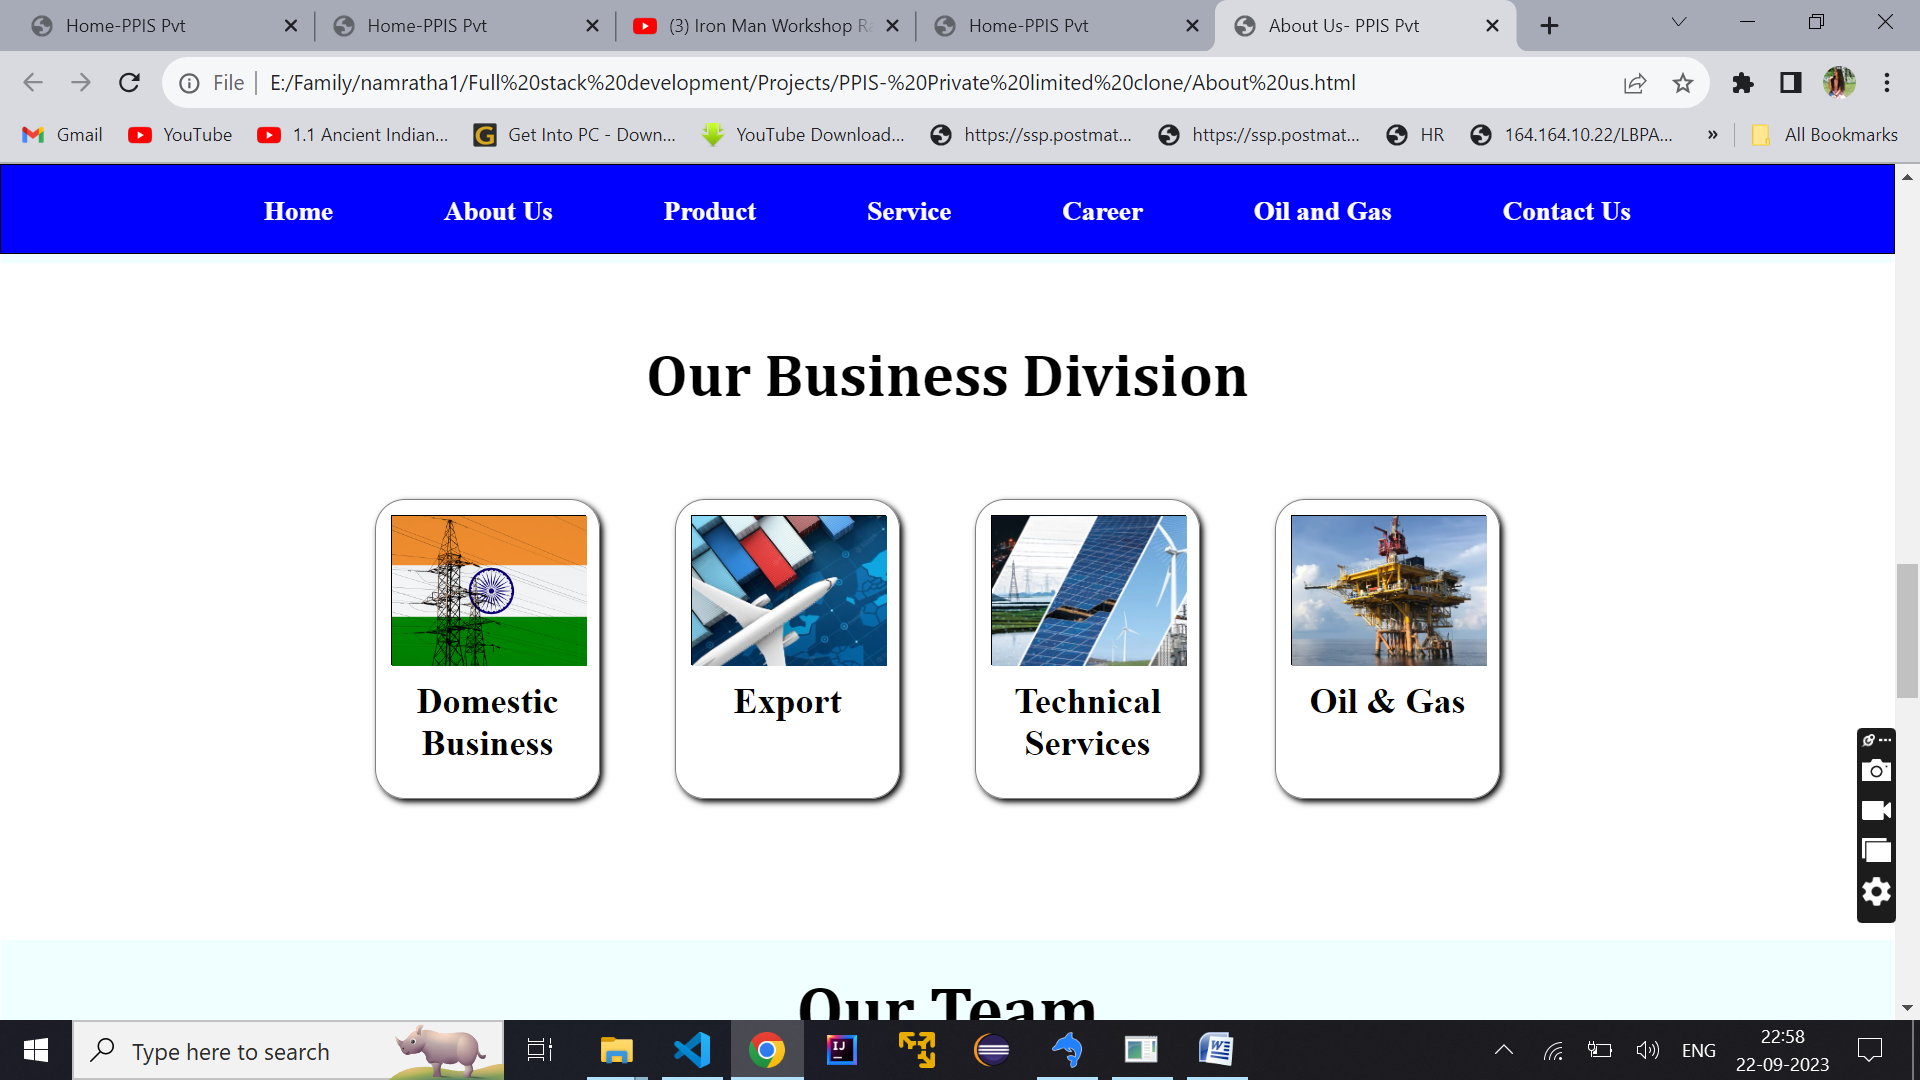 Home-PPIS Pvt
Home-PPIS Pvt
(3) Iron Man Workshop Ra
Home-PPIS Pvt
About Us- PPIS Pvt
File
E:/Family/namratha1/Full%20stack%20development/Projects/PPIS-%20Private%20limited%20clone/About%20us.html
Gmail
YouTube
1.1 Ancient Indian...
Get Into PC - Down...
YouTube Download...
https://ssp.postmat...
https://ssp.postmat...
HR
164.164.10.22/LBPA...
»
All Bookmarks
Home About Us Product Service Career Oil and Gas Contact Us
Our Business Division
Domestic
Business
Export
Technical
Services
Oil & Gas
Our Team
Type here to search
IJ
ENG
22:58
22-09-2023